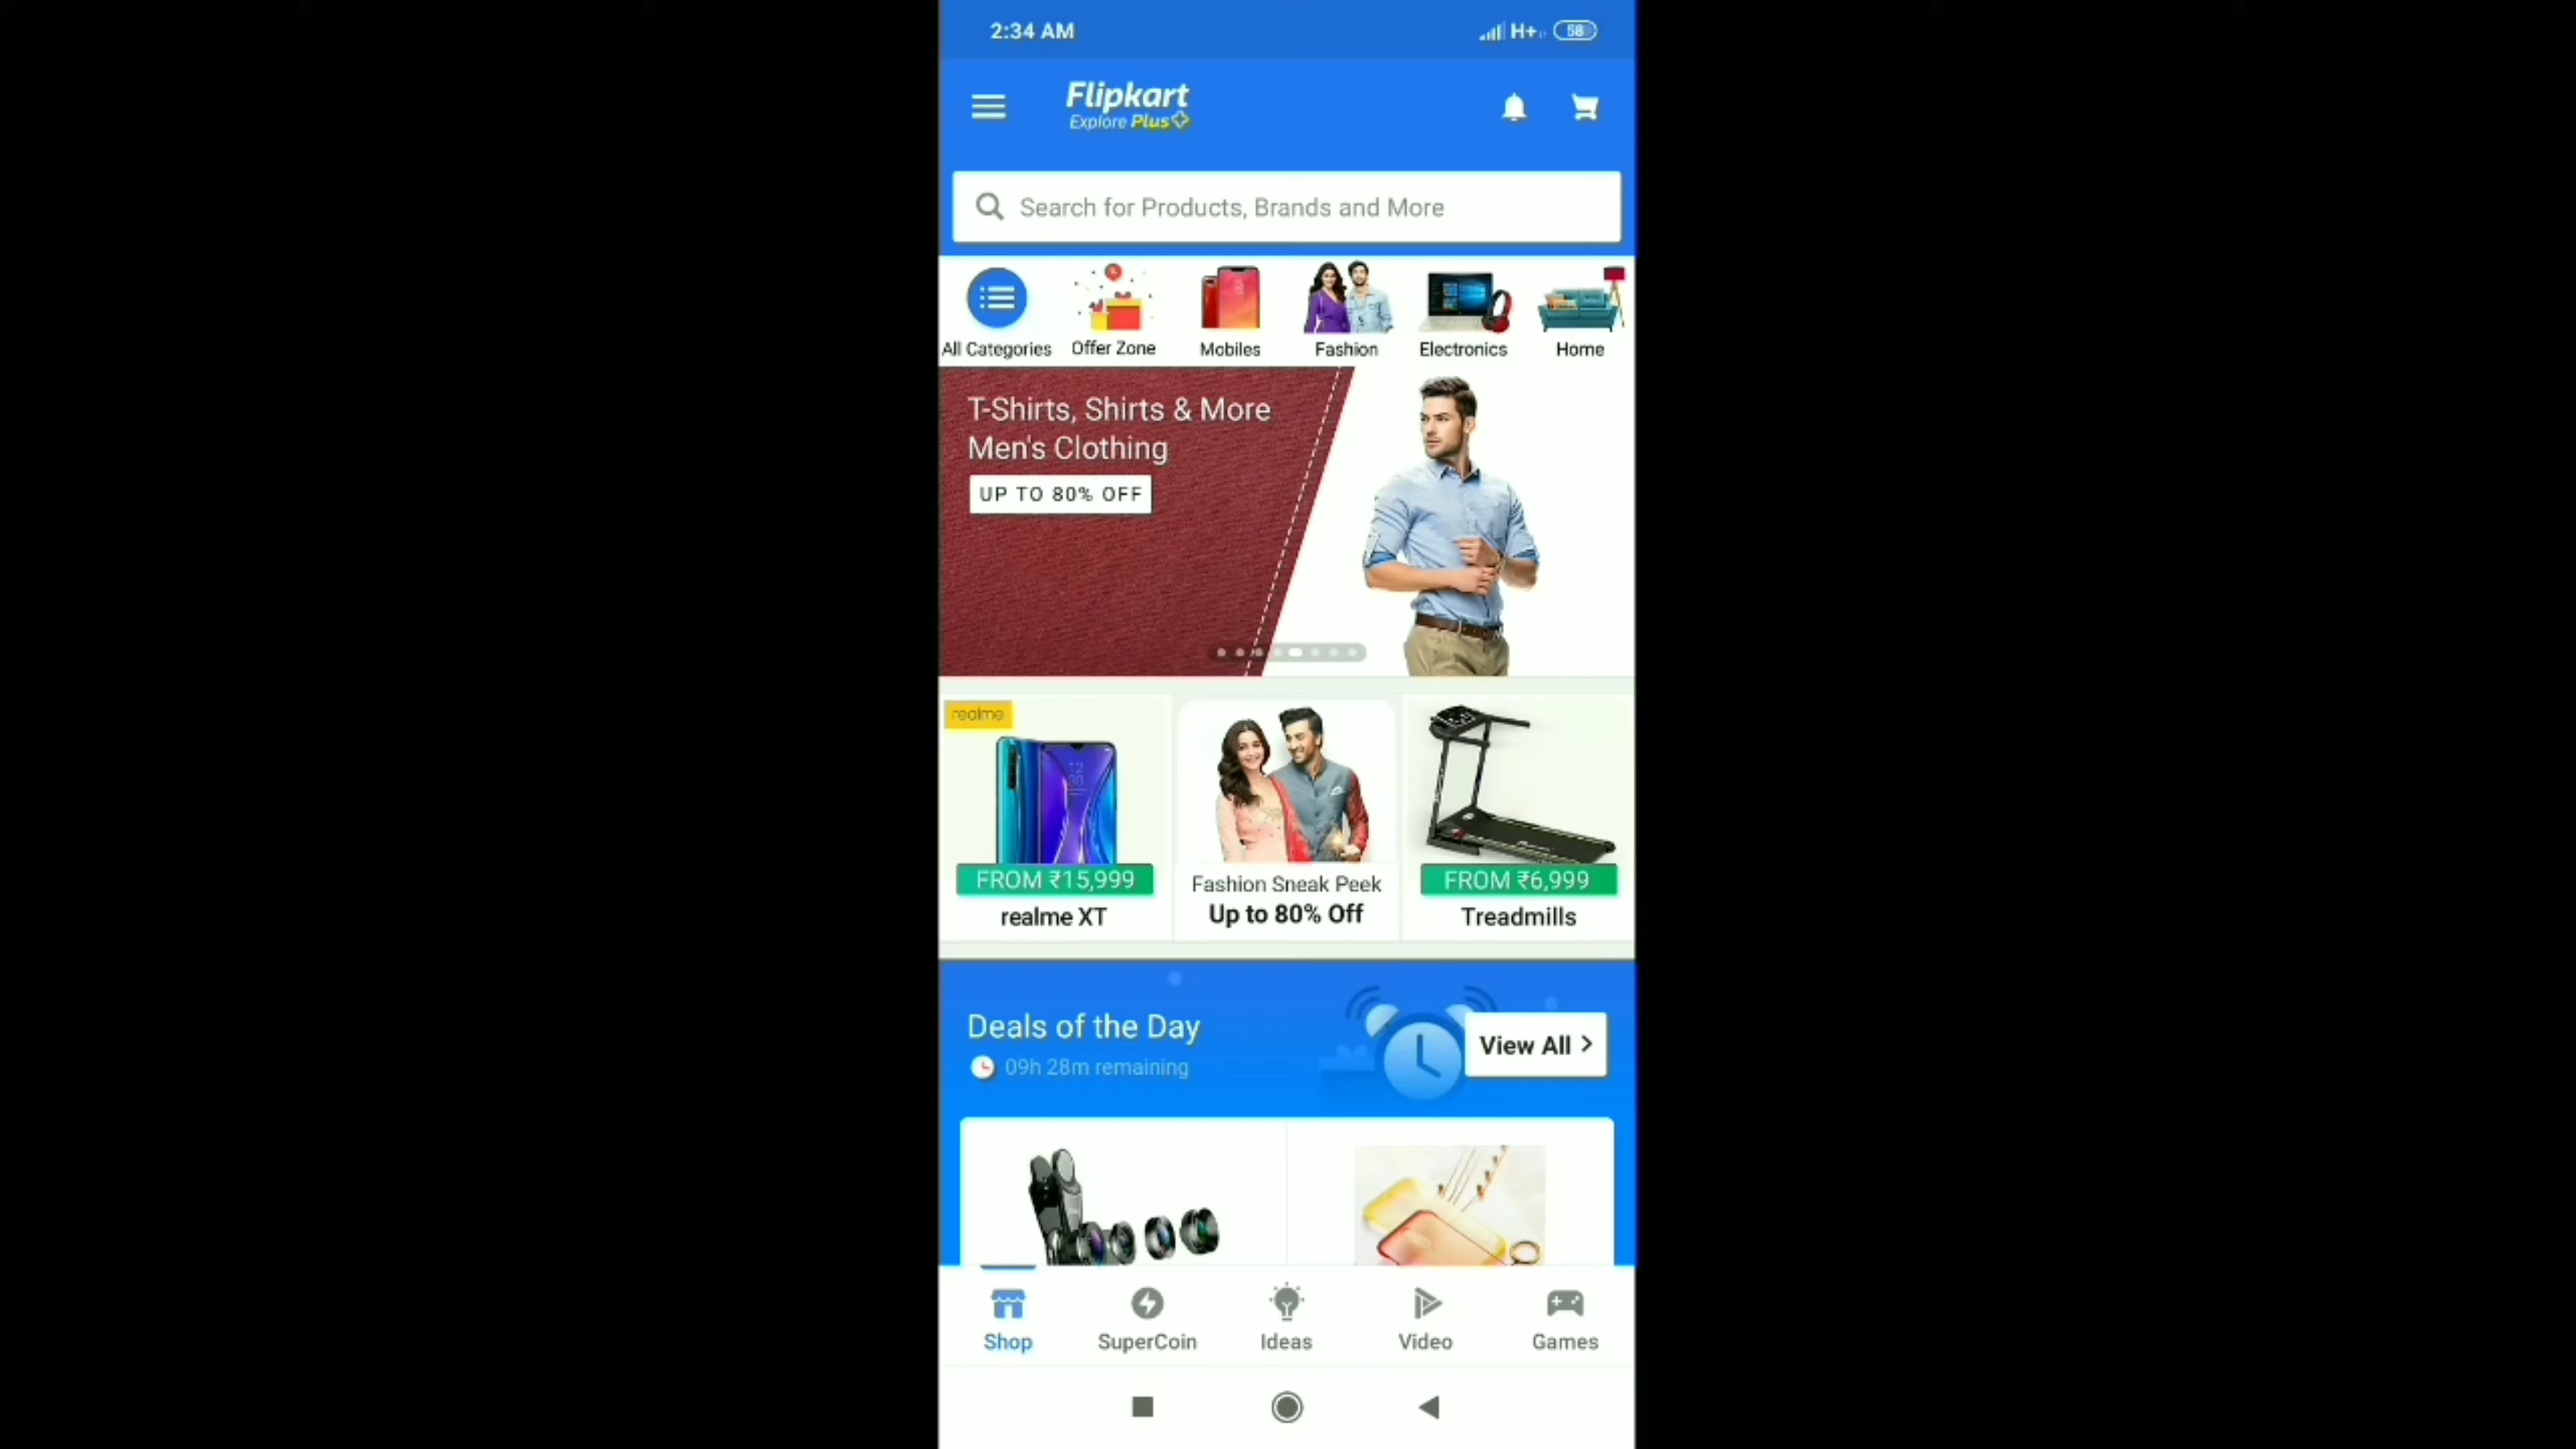 2:34 AM
H+
58
Flipkart
Explore Plus
Search for Products, Brands and More
All Categories
Offer Zone
Mobiles
Fashion
Electronics
Home
T-Shirts, Shirts & More
Men's Clothing
UP TO 80% OFF
realme
FROM ₹15,999
realme XT
Fashion Sneak Peek
Up to 80% Off
FROM ₹6,999
Treadmills
Deals of the Day
09h 28m remaining
View All
Shop
SuperCoin
Ideas
Video
Games